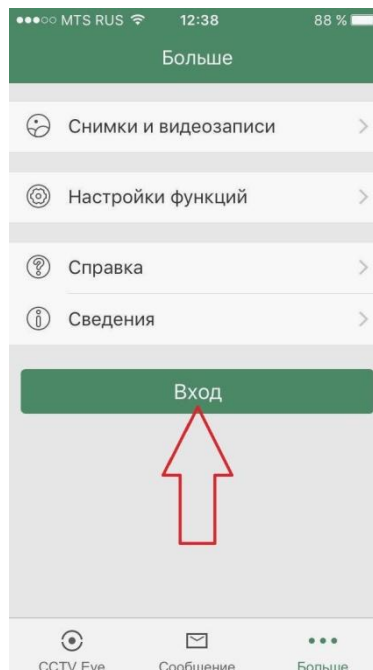 MTS RUS 12:38 88 %
Больше
Снимки и видеозаписи
Настройки функций
Справка
Сведения
Вход
CCTV Eye Сообщение Больше